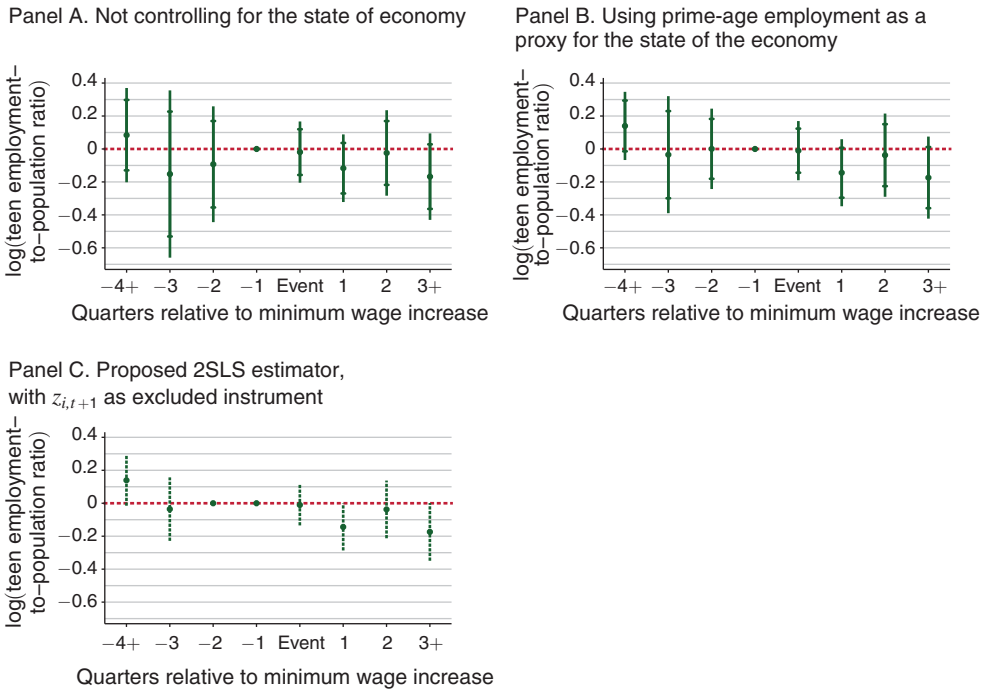 Panel A. Not controlling for the state of economy
log(teen employment–
to–population ratio)
0.4
0.2
0
−0.2
−0.4
−0.6
−4+ −3 −2 −1 Event 1 2 3+
Quarters relative to minimum wage increase
Panel B. Using prime-age employment as a
proxy for the state of the economy
log(teen employment–
to–population ratio)
0.4
0.2
0
−0.2
−0.4
−0.6
−4+ −3 −2 −1 Event 1 2 3+
Quarters relative to minimum wage increase
Panel C. Proposed 2SLS estimator,
with z_{i,t+1} as excluded instrument
log(teen employment–
to–population ratio)
0.4
0.2
0
−0.2
−0.4
−0.6
−4+ −3 −2 −1 Event 1 2 3+
Quarters relative to minimum wage increase